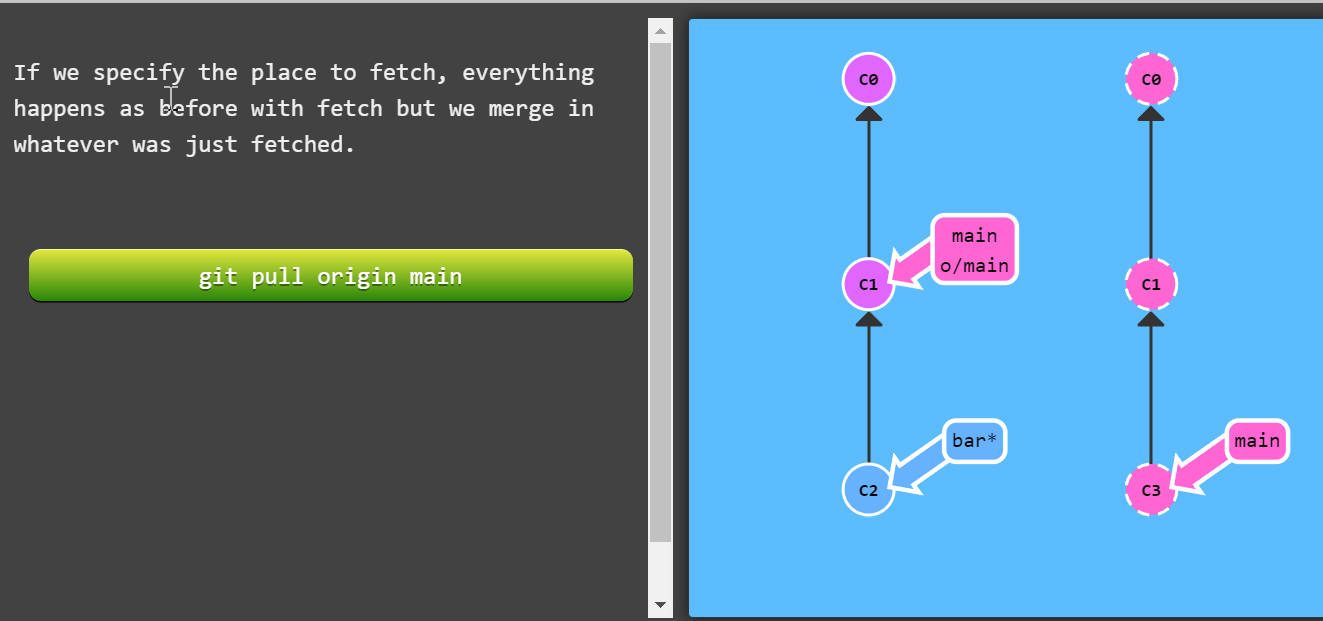 If we specify the place to fetch, everything
happens as before with fetch but we merge in
whatever was just fetched.
git pull origin main
C0
C0
main
o/main
C1
C1
bar*
main
C2
C3